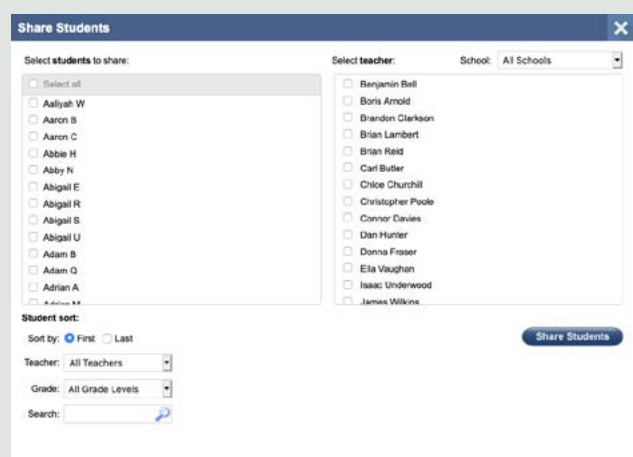 Share Students
Select students to share:
Select all
Aaliyah W
Aaron B
Aaron C
Abbie H
Abby N
Abigail E
Abigail R
Abigail S
Abigail U
Adam B
Adam Q
Adrian A
Adrian M
Select teacher:
School: All Schools
Benjamin Bell
Boris Arnold
Brandon Clarkson
Brian Lambert
Brian Reid
Carl Butler
Chloe Churchill
Christopher Poole
Connor Davies
Dan Hunter
Donna Fraser
Ella Vaughan
Isaac Underwood
James Wilkins
Student sort:
Sort by: First Last
Teacher: All Teachers
Grade: All Grade Levels
Search:
Share Students